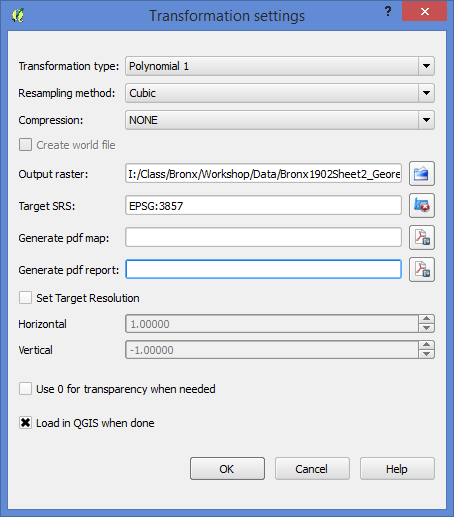 Transformation settings
?
Transformation type: Polynomial 1
Resampling method: Cubic
Compression: NONE
Create world file
Output raster: I:/Class/Bronx/Workshop/Data/Bronx1902Sheet2_Geore
Target SRS: EPSG:3857
Generate pdf map:
Generate pdf report:
Set Target Resolution
Horizontal 1.00000
Vertical -1.00000
Use 0 for transparency when needed
Load in QGIS when done
OK Cancel Help